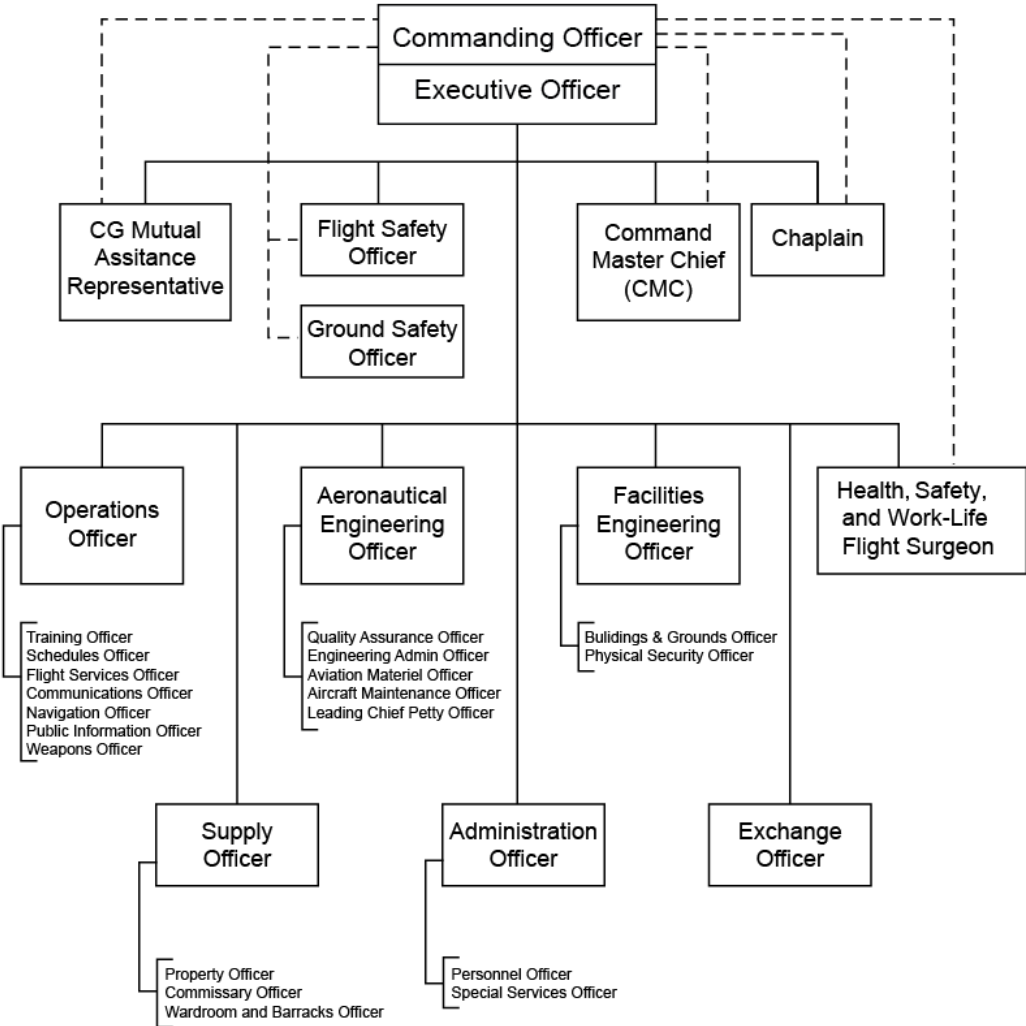 Commanding Officer
Executive Officer
CG Mutual
Assitance
Representative
Flight Safety
Officer
Command
Master Chief
(CMC)
Chaplain
Ground Safety
Officer
Operations
Officer
Aeronautical
Engineering
Officer
Facilities
Engineering
Officer
Health, Safety,
and Work-Life
Flight Surgeon
Training Officer
Schedules Officer
Flight Services Officer
Communications Officer
Navigation Officer
Public Information Officer
Weapons Officer
Quality Assurance Officer
Engineering Admin Officer
Aviation Materiel Officer
Aircraft Maintenance Officer
Leading Chief Petty Officer
Bulidings & Grounds Officer
Physical Security Officer
Supply
Officer
Administration
Officer
Exchange
Officer
Property Officer
Commissary Officer
Wardroom and Barracks Officer
Personnel Officer
Special Services Officer